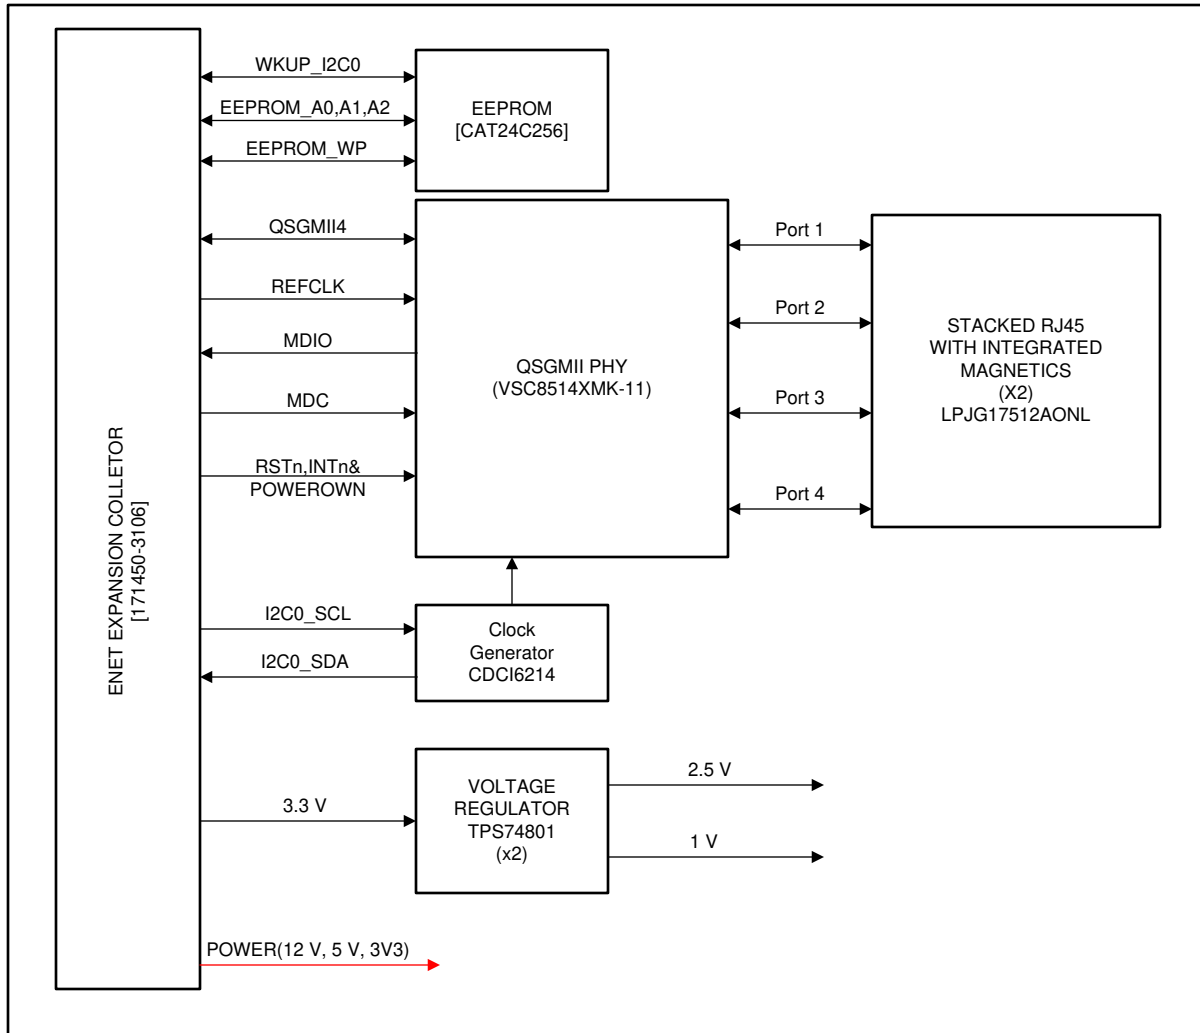 WKUP_I2C0
EEPROM_A0,A1,A2
EEPROM_WP
EEPROM
[CAT24C256]
QSGMII4
REFCLK
MDIO
MDC
RSTn,INTn&
POWEROWN
QSGMII PHY
(VSC8514XMK-11)
Port 1
Port 2
Port 3
Port 4
STACKED RJ45
WITH INTEGRATED
MAGNETICS
(X2)
LPJG17512AONL
ENET EXPANSION COLLETOR
[171450-3106]
I2C0_SCL
I2C0_SDA
Clock
Generator
CDCI6214
3.3 V
VOLTAGE
REGULATOR
TPS74801
(x2)
2.5 V
1 V
POWER(12 V, 5 V, 3V3)